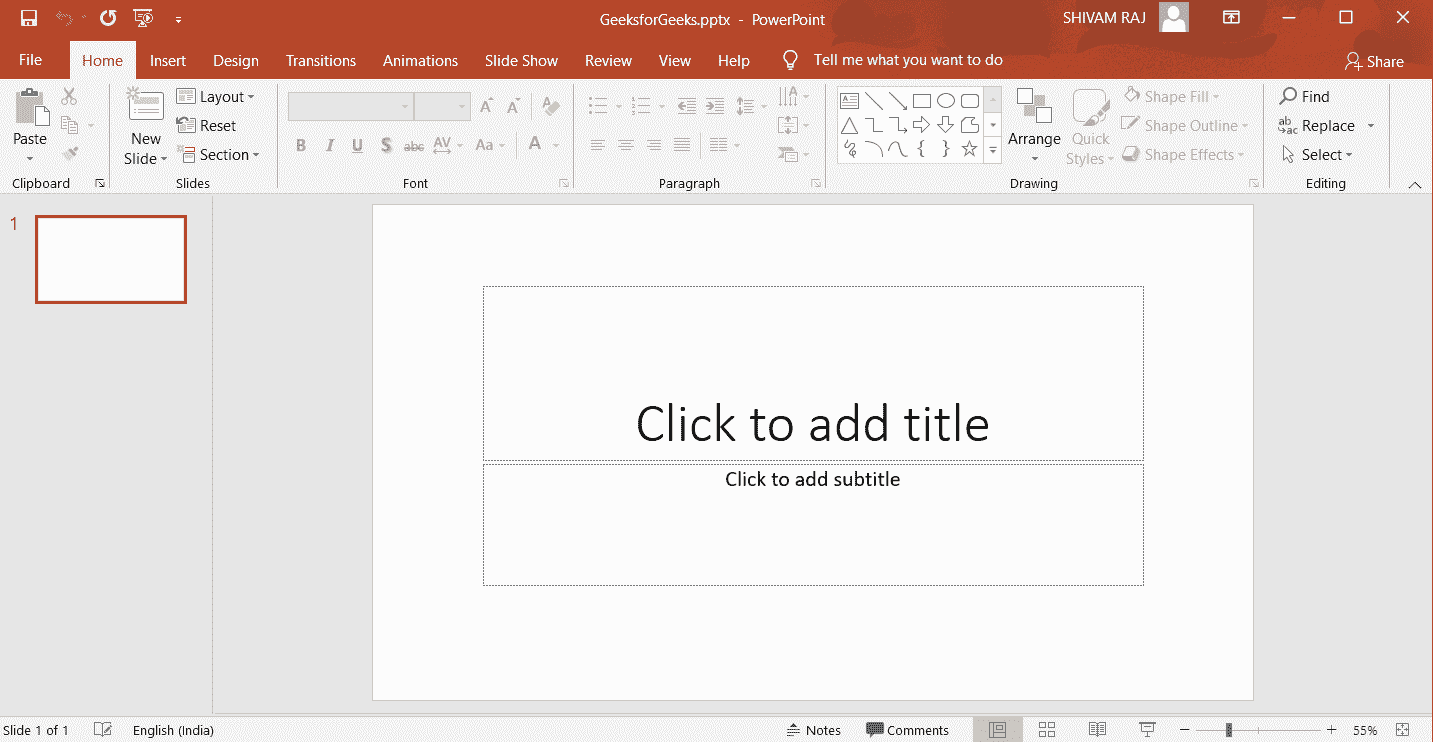 GeeksforGeeks.pptx - PowerPoint
SHIVAM RAJ
File Home Insert Design Transitions Animations Slide Show Review View Help Tell me what you want to do Share
Paste
Clipboard
New
Slide
Layout
Reset
Section
Slides
B I U S abc AV Aa A
Font
Paragraph
Arrange
Quick
Styles
Shape Fill
Shape Outline
Shape Effects
Drawing
Find
Replace
Select
Editing
1
Click to add title
Click to add subtitle
Slide 1 of 1 English (India) Notes Comments 55%